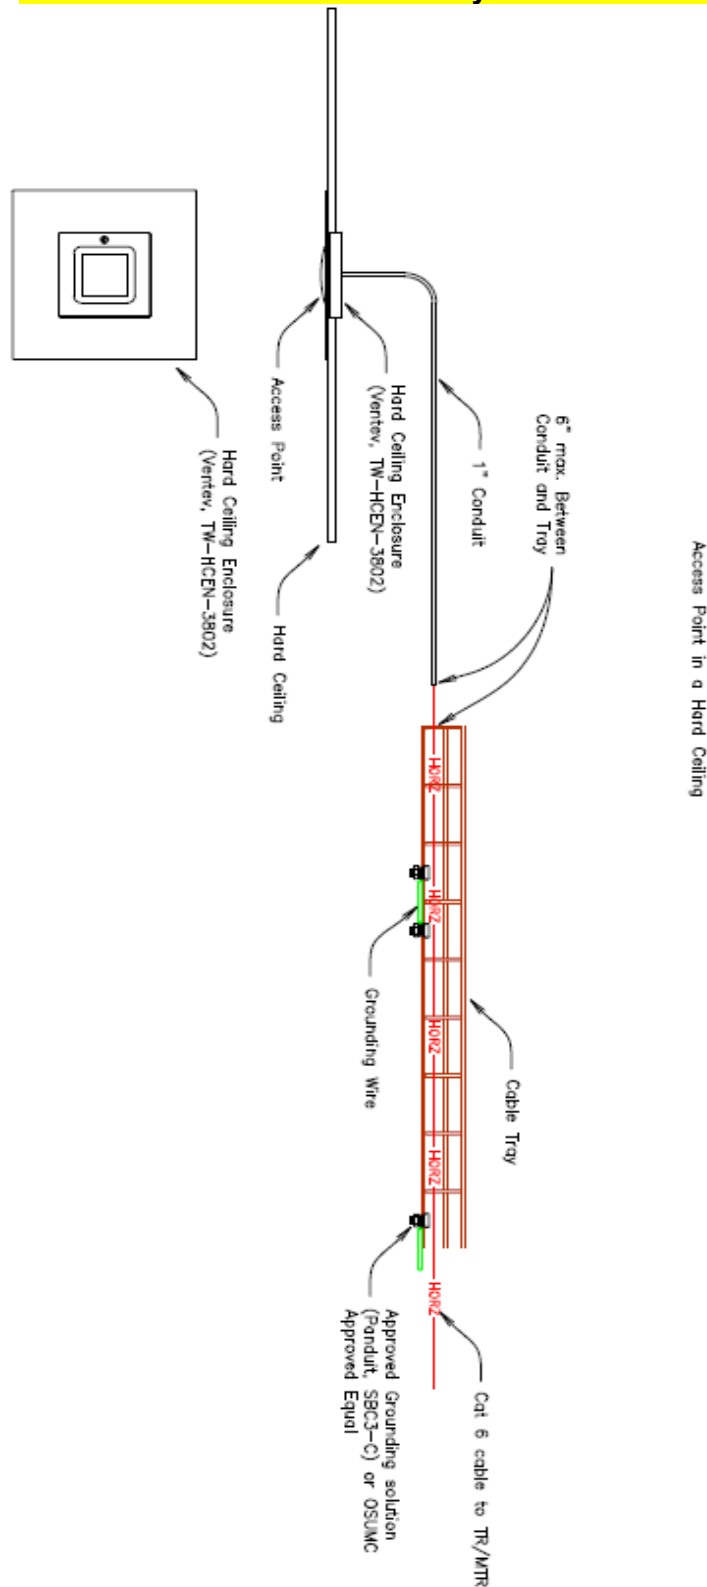 Access Point in a Hard Ceiling
6" max. Between
Conduit and Tray
1" Conduit
Hard Ceiling Enclosure
(Ventev, TW-HCEN-3802)
Access Point
Hard Ceiling
Hard Ceiling Enclosure
(Ventev, TW-HCEN-3802)
HORZ
HORZ
HORZ
HORZ
HORZ
Cable Tray
Grounding Wire
Cat 6 cable to TR/MTR
Approved Grounding solution
(Panduit, SBC3-C) or OSUMC
Approved Equal